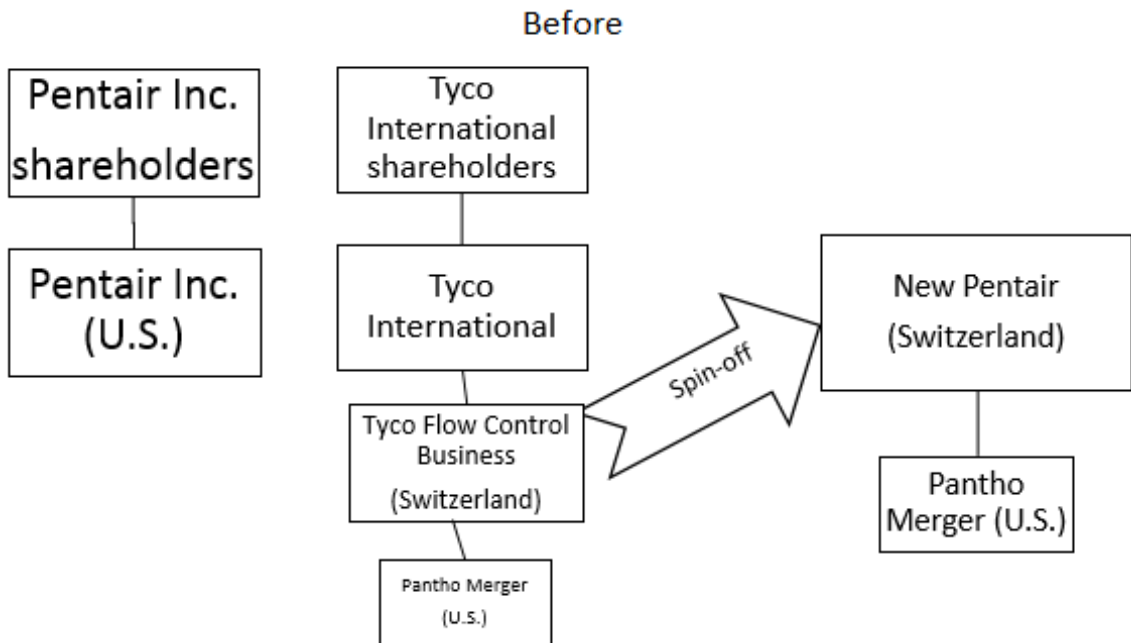 Before
Pentair Inc.
shareholders
Pentair Inc.
(U.S.)
Tyco
International
shareholders
Tyco
International
Tyco Flow Control
Business
(Switzerland)
Pantho Merger
(U.S.)
Spin-off
New Pentair
(Switzerland)
Pantho
Merger (U.S.)